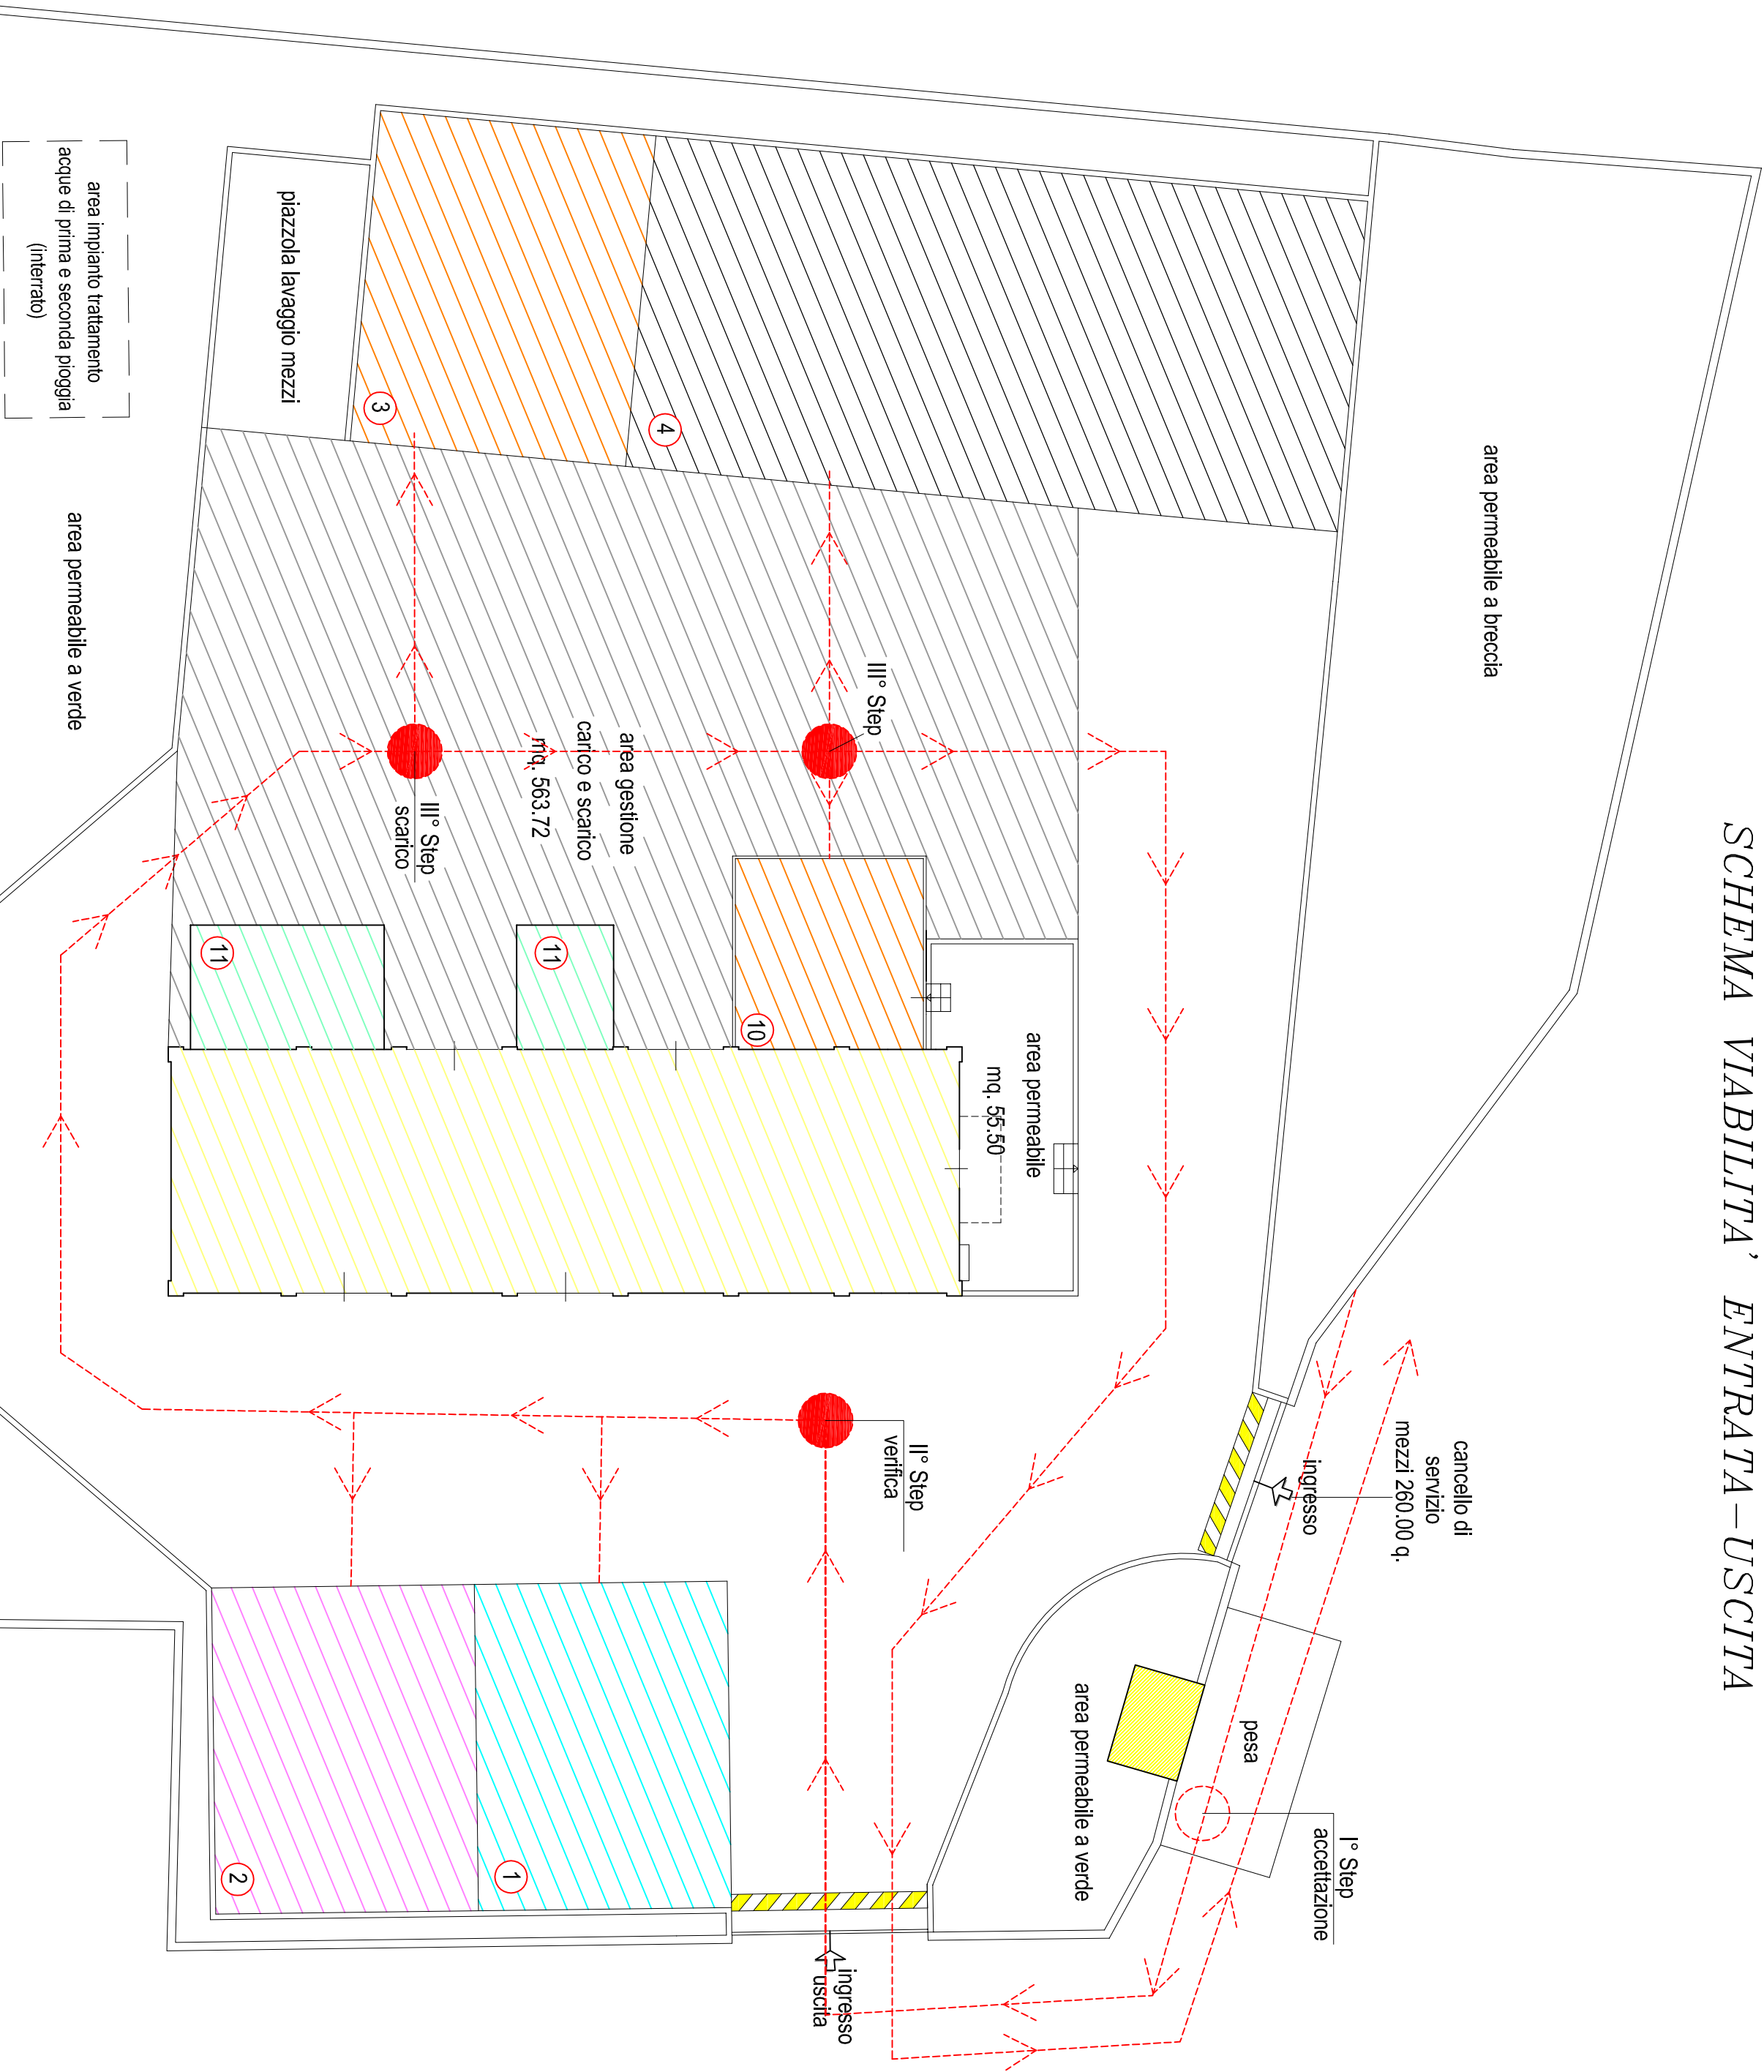 SCHEMA VIABILITA' ENTRATA-USCITA
area permeabile a breccia
cancello di
servizio
mezzi 260.00 q.
ingresso
pesa
I° Step
accettazione
area permeabile a verde
area permeabile
mq. 55.50
III° Step
II° Step
verifica
ingresso
uscita
4
10
area gestione
carico e scarico
mq. 563.72
11
1
III° Step
scarico
3
piazzola lavaggio mezzi
11
2
area impianto trattamento
acque di prima e seconda pioggia
(interrato)
area permeabile a verde